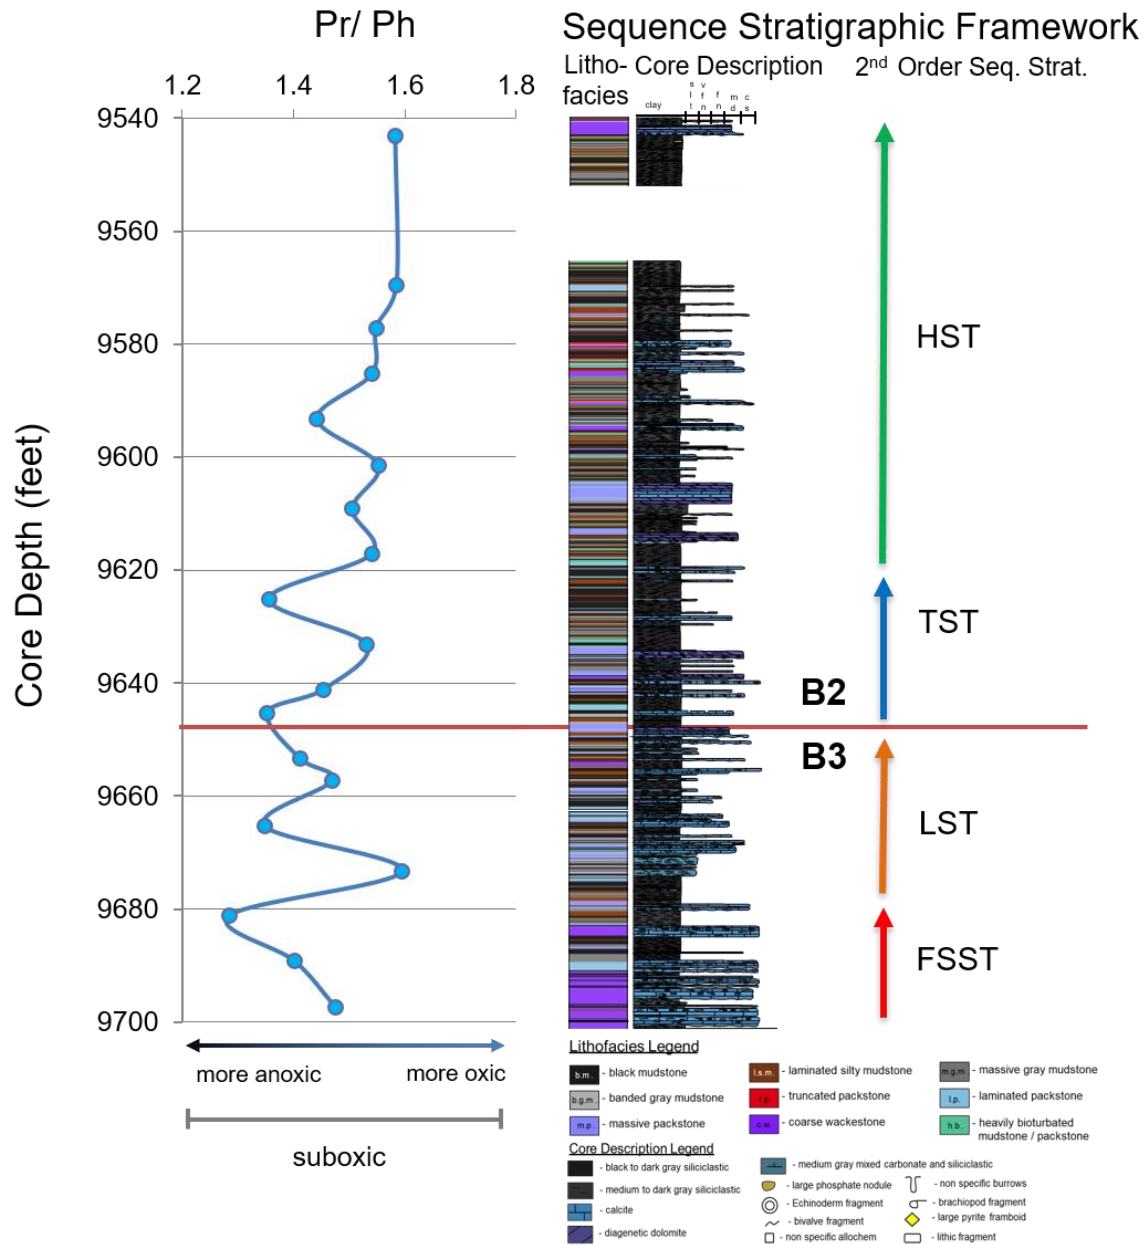 Pr/ Ph
Sequence Stratigraphic Framework
Litho-
facies
Core Description
2nd Order Seq. Strat.
1.2 1.4 1.6 1.8
clay
slt
vfn
fn
md
cs
Core Depth (feet)
9540
9560
9580
9600
9620
9640
9660
9680
9700
HST
TST
B2
B3
LST
FSST
more anoxic
more oxic
suboxic
Lithofacies Legend
b.m. - black mudstone
l.s.m. - laminated silty mudstone
m.g.m. - massive gray mudstone
b.g.m. - banded gray mudstone
t.p. - truncated packstone
l.p. - laminated packstone
m.p. - massive packstone
c.w. - coarse wackestone
h.b. - heavily bioturbated
mudstone / packstone
Core Description Legend
- black to dark gray siliciclastic
- medium to dark gray siliciclastic
- calcite
- diagenetic dolomite
- medium gray mixed carbonate and siliciclastic
- large phosphate nodule
- Echinoderm fragment
- bivalve fragment
- non specific allochem
- non specific burrows
- brachiopod fragment
- large pyrite framboid
- lithic fragment